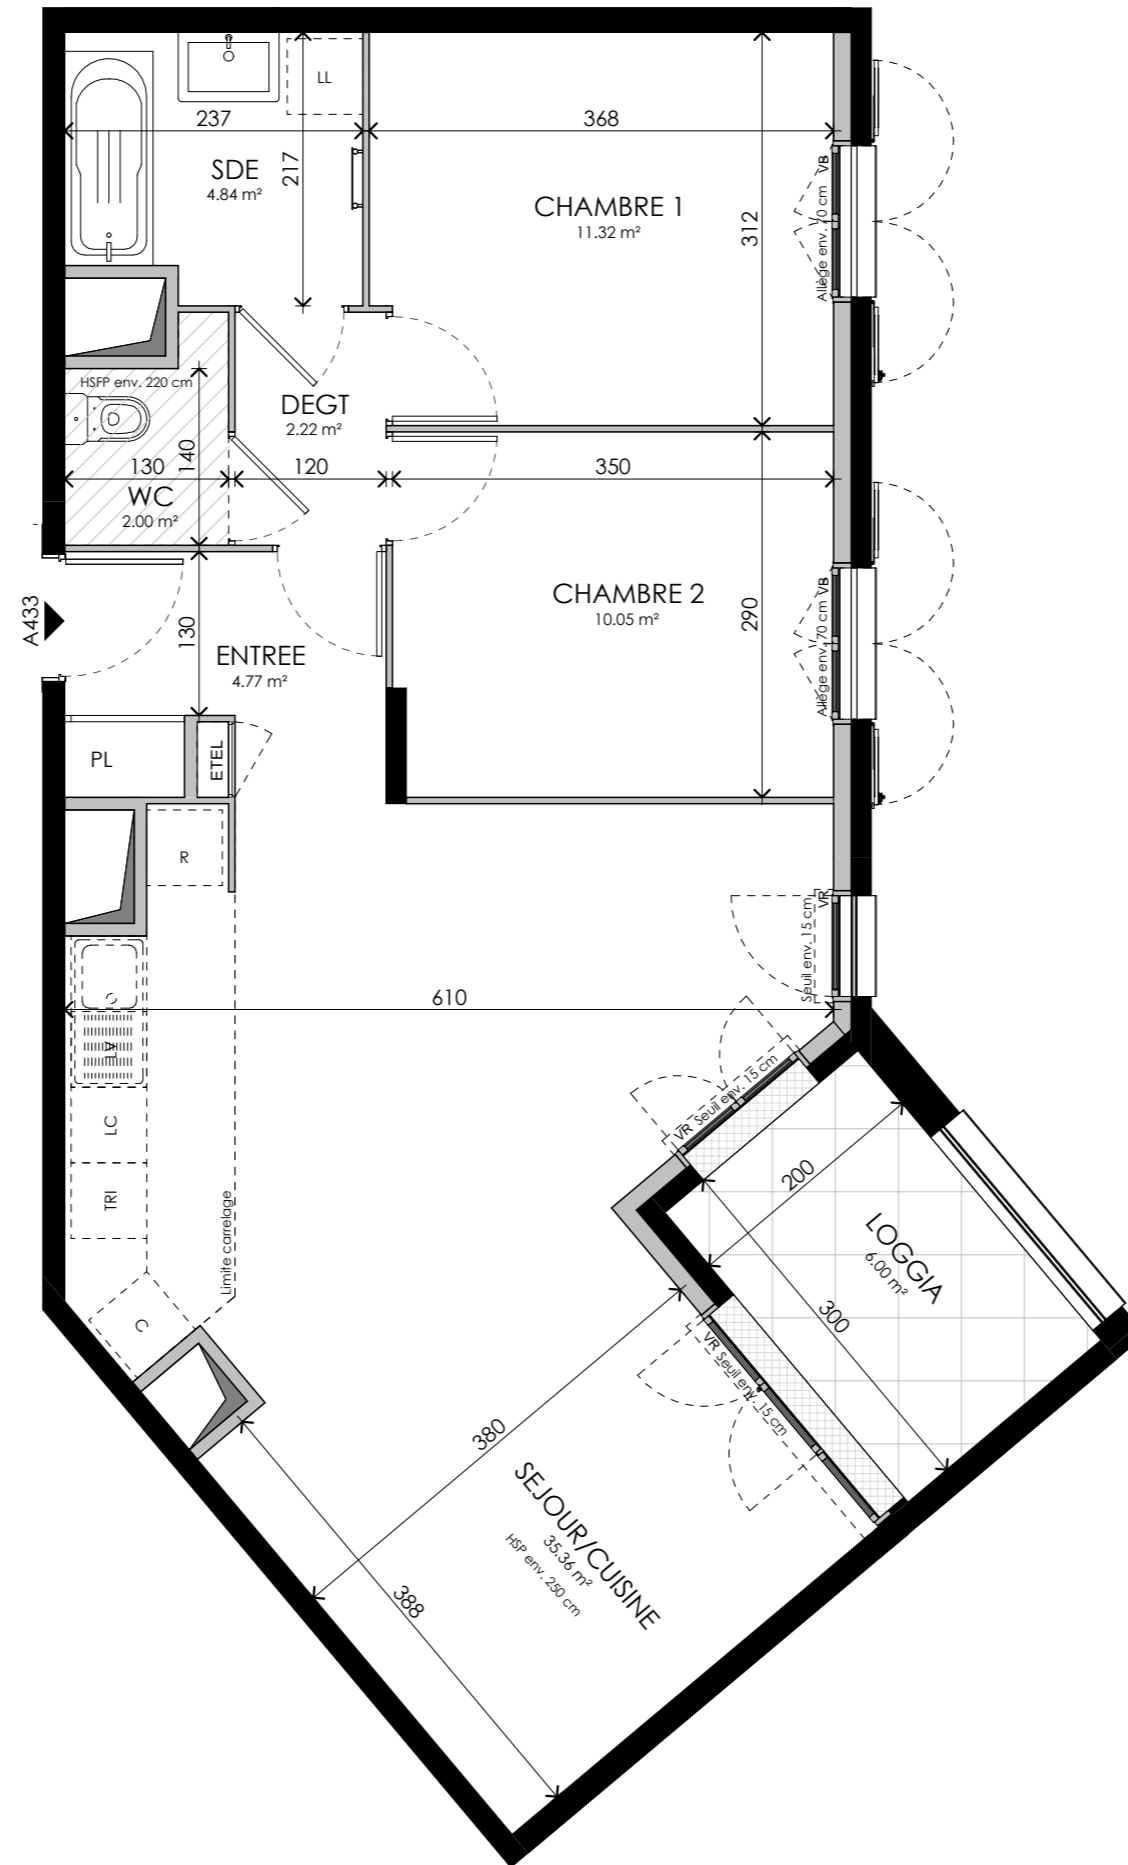 LL
237
368
SDE
4.84 m²
217
CHAMBRE 1
11.32 m²
312
Allège env. 70 cm VB
HSFP env. 220 cm
DEGT
2.22 m²
140
130
120
350
WC
2.00 m²
A433
130
ENTREE
4.77 m²
CHAMBRE 2
10.05 m²
290
Allège env. 70 cm VB
PL
ETEL
R
Seuil env. 15 cm
VR
610
LV
LC
TRI
C
Limite carrelage
VR Seuil env. 15 cm
200
LOGGIA
6.00 m²
300
VR Seuil env. 15 cm
380
388
SEJOUR/CUISINE
35.36 m²
HSP env. 250 cm